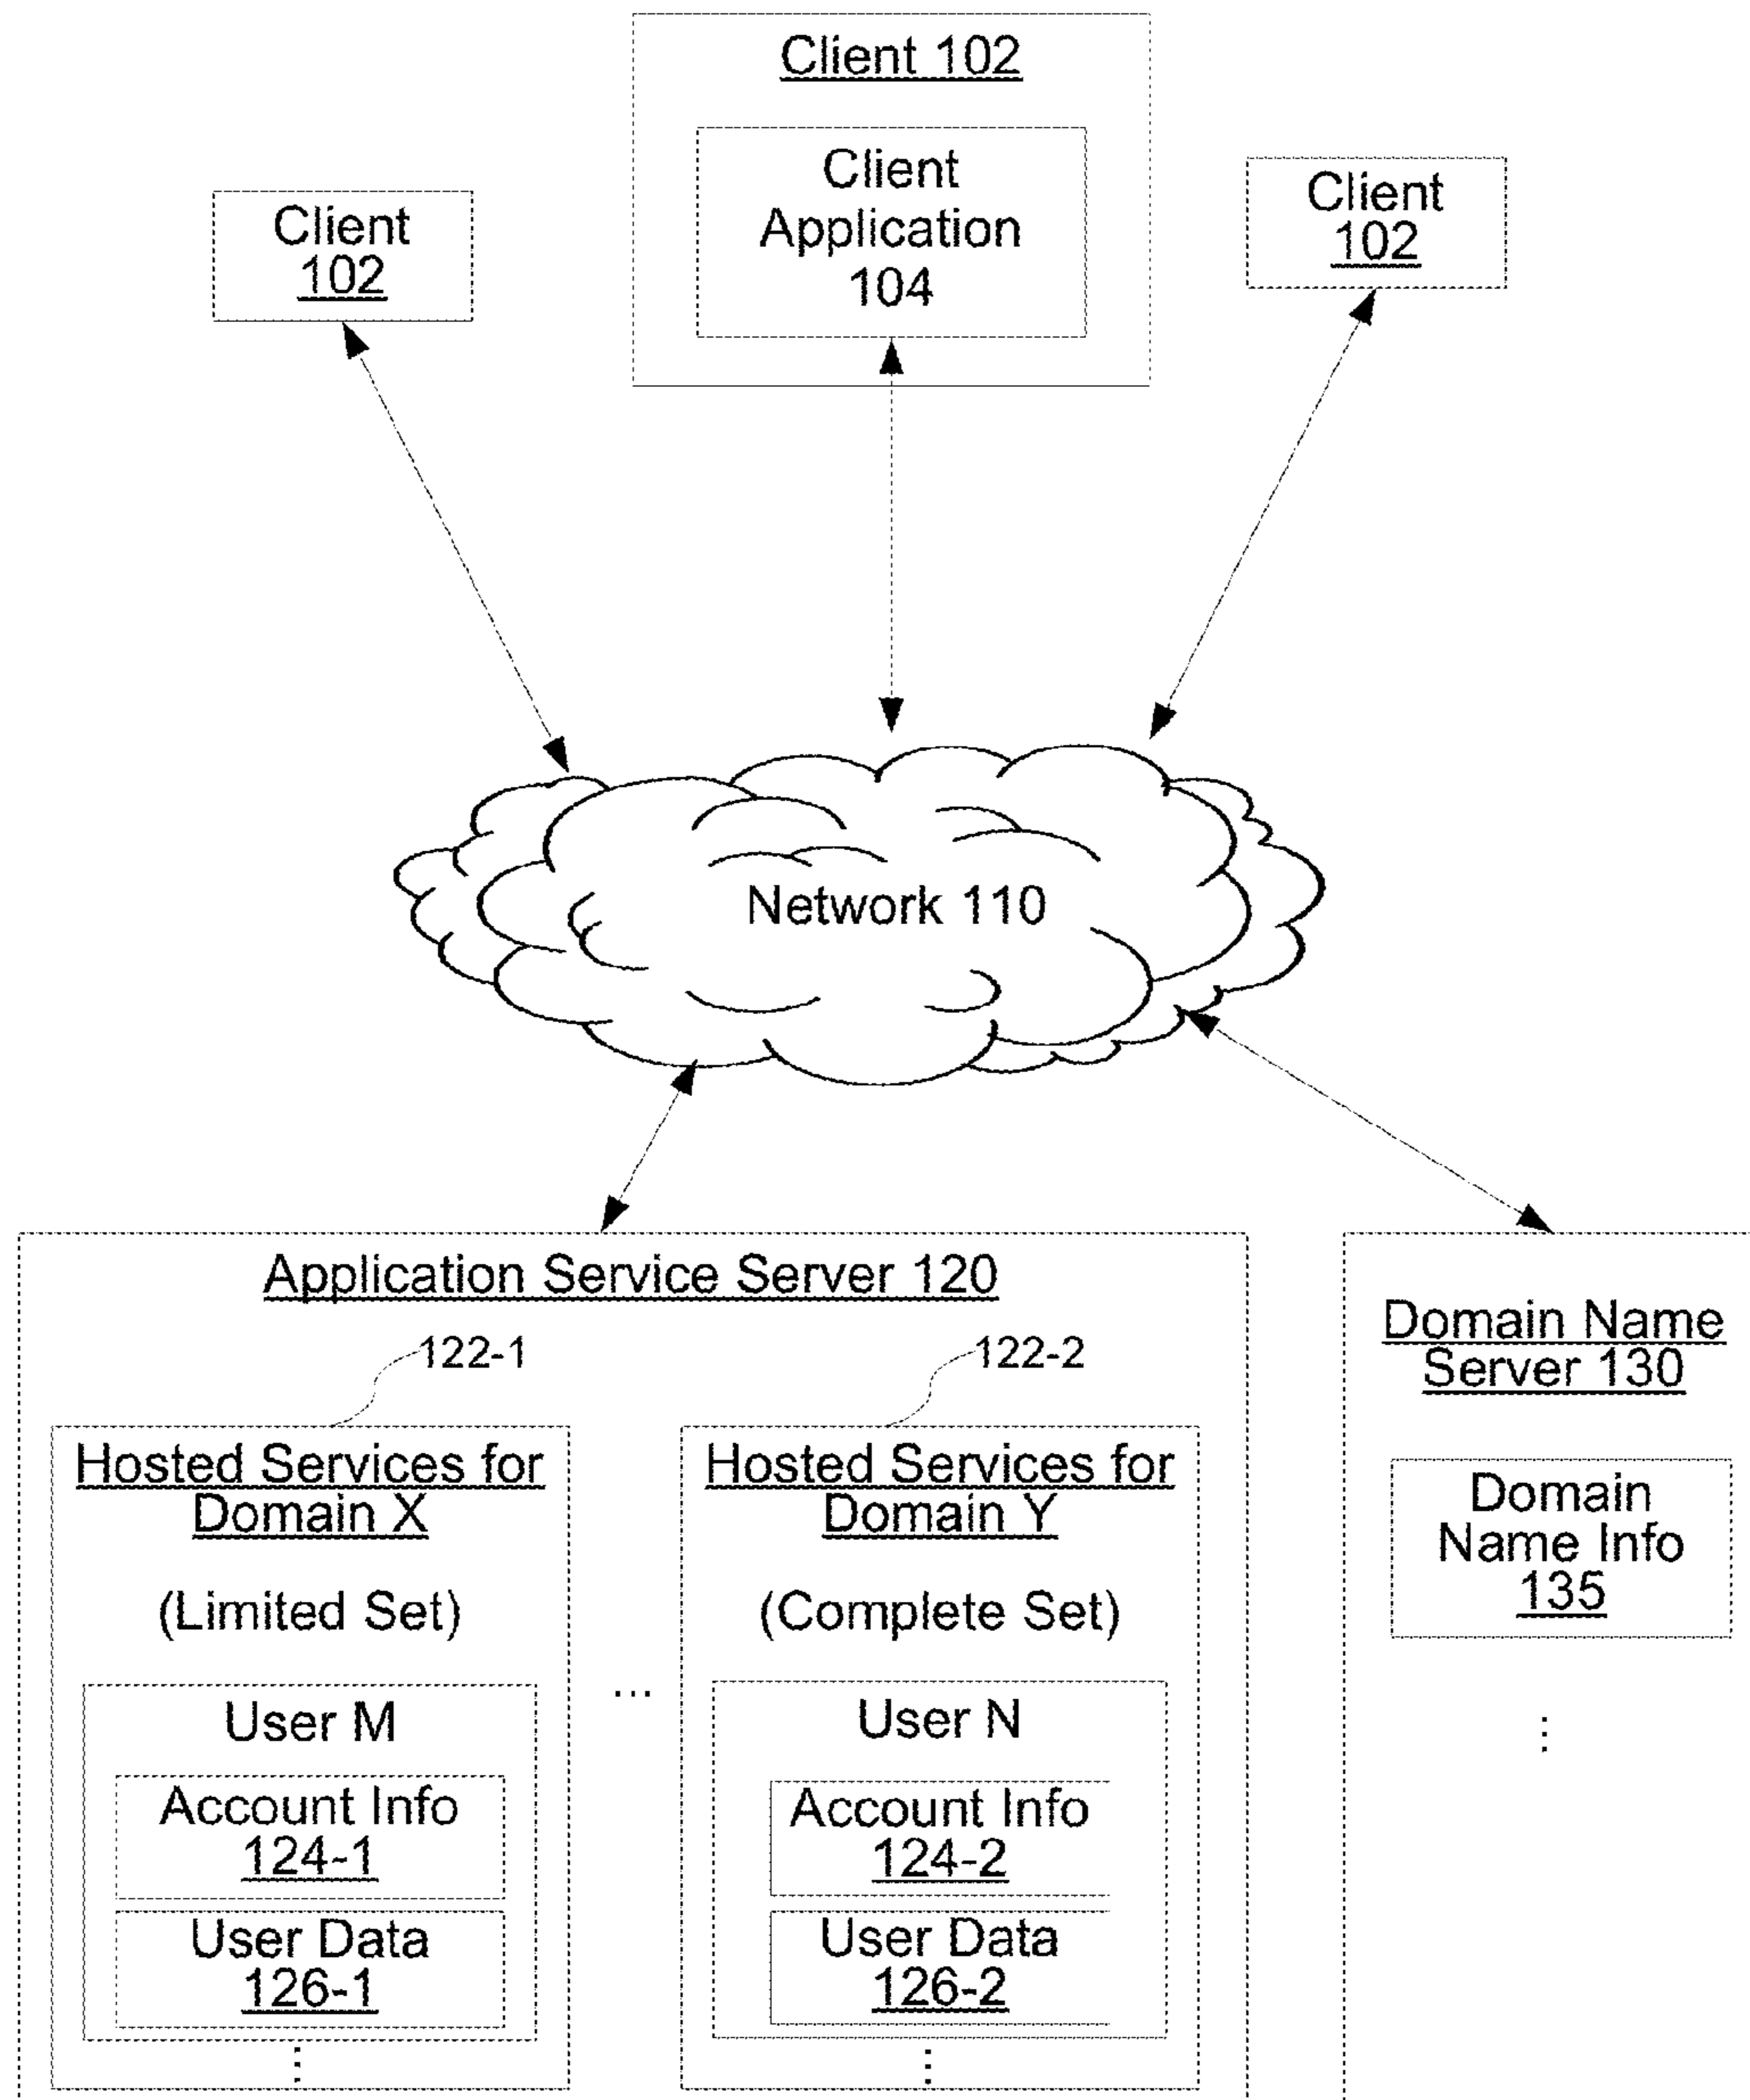 Client 102
Client
Application
104
Client
102
Client
102
Network 110
Application Service Server 120
122-1
122-2
Hosted Services for
Domain X
(Limited Set)
User M
Account Info
124-1
User Data
126-1
⋮
...
Hosted Services for
Domain Y
(Complete Set)
User N
Account Info
124-2
User Data
126-2
⋮
Domain Name
Server 130
Domain
Name Info
135
⋮